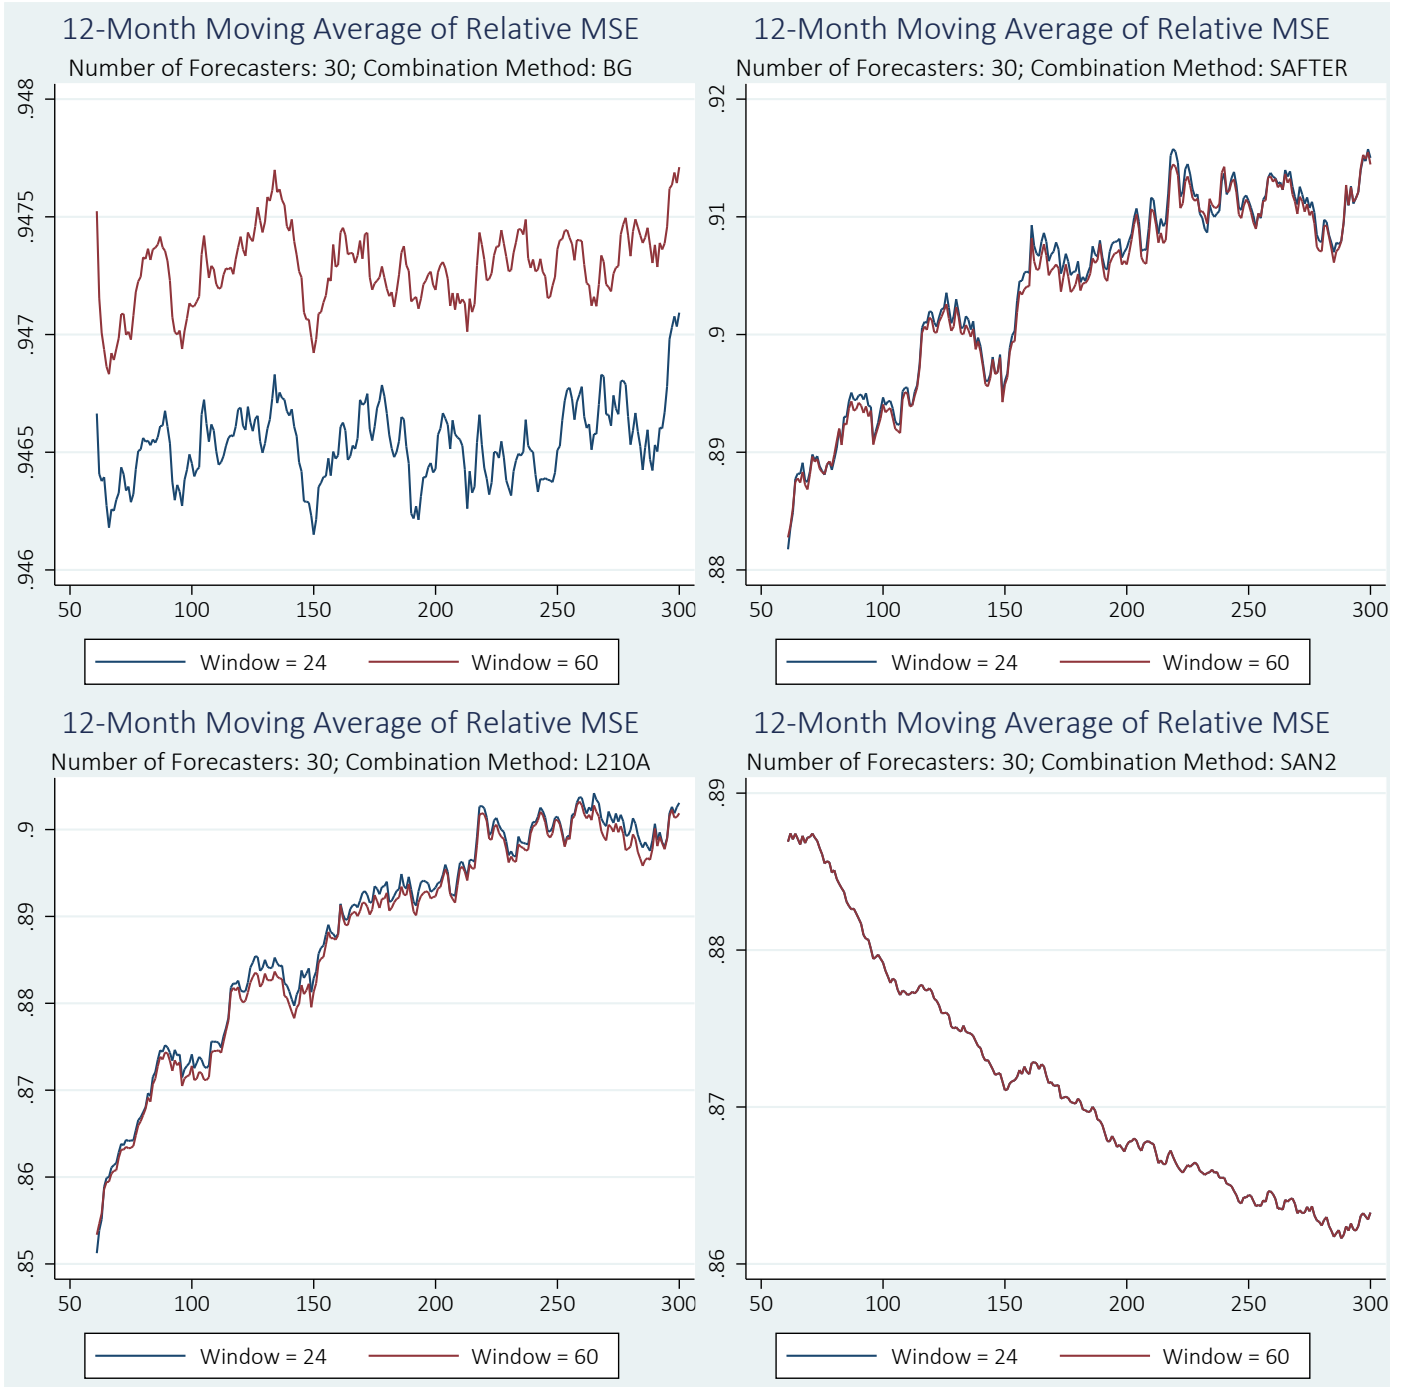 12-Month Moving Average of Relative MSE
Number of Forecasters: 30; Combination Method: BG
.948
.9475
.947
.9465
.946
50 100 150 200 250 300
Window = 24 Window = 60
12-Month Moving Average of Relative MSE
Number of Forecasters: 30; Combination Method: SAFTER
.92
.91
.9
.89
.88
50 100 150 200 250 300
Window = 24 Window = 60
12-Month Moving Average of Relative MSE
Number of Forecasters: 30; Combination Method: L210A
.9
.89
.88
.87
.86
.85
50 100 150 200 250 300
Window = 24 Window = 60
12-Month Moving Average of Relative MSE
Number of Forecasters: 30; Combination Method: SAN2
.89
.88
.87
.86
50 100 150 200 250 300
Window = 24 Window = 60